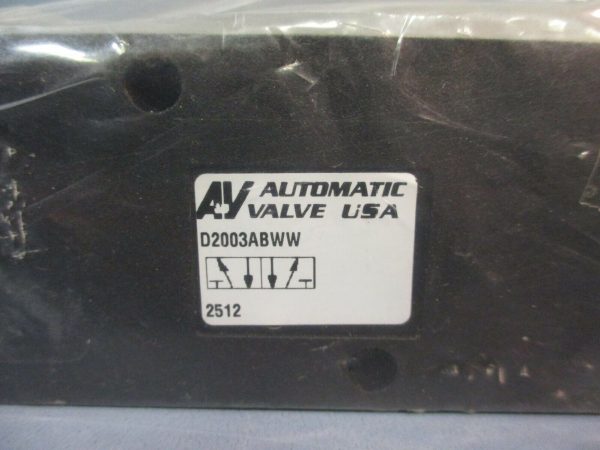 AV AUTOMATIC
VALVE USA
D2003ABWW
2512